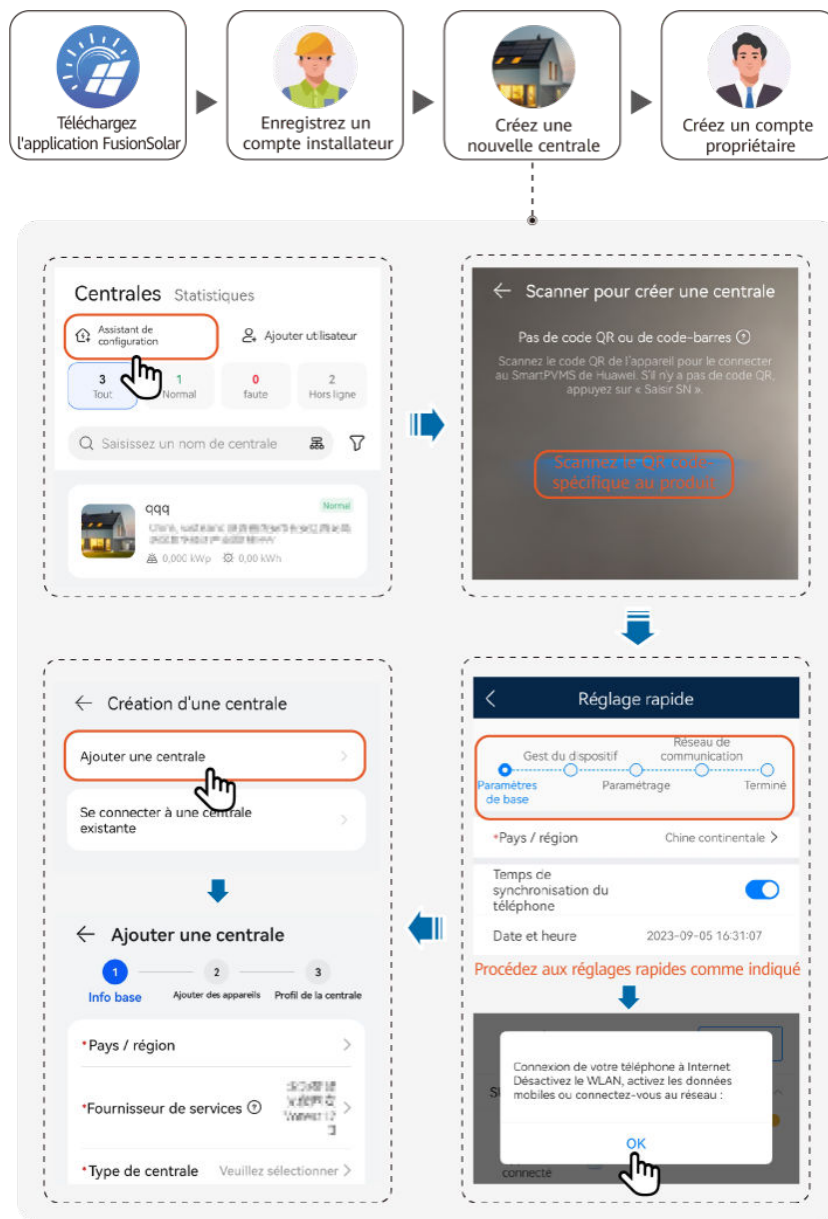 Téléchargez
l'application FusionSolar
Enregistrez un
compte installateur
Créez une
nouvelle centrale
Créez un compte
propriétaire
Centrales Statistiques
Assistant de
configuration
Ajouter utilisateur
3
Tout
1
Normal
0
faute
2
Hors ligne
Saisissez un nom de centrale
qqq
Normal
0,000 kWp 0,00 kWh
Scanner pour créer une centrale
Pas de code QR ou de code-barres
Scannez le code QR de l'appareil pour le connecter
au SmartPVMS de Huawei. S'il n'y a pas de code QR,
appuyez sur « Saisir SN ».
Scannez le QR code
spécifique au produit
Réglage rapide
Gest du dispositif
Réseau de
communication
Paramètres
de base
Paramétrage
Terminé
*Pays / région Chine continentale >
Temps de
synchronisation du
téléphone
Date et heure 2023-09-05 16:31:07
Procédez aux réglages rapides comme indiqué
Connexion de votre téléphone à Internet
Désactivez le WLAN, activez les données
mobiles ou connectez-vous au réseau :
OK
connecté
Création d'une centrale
Ajouter une centrale
Se connecter à une centrale
existante
Ajouter une centrale
1 2 3
Info base Ajouter des appareils Profil de la centrale
*Pays / région
*Fournisseur de services
*Type de centrale Veuillez sélectionner >